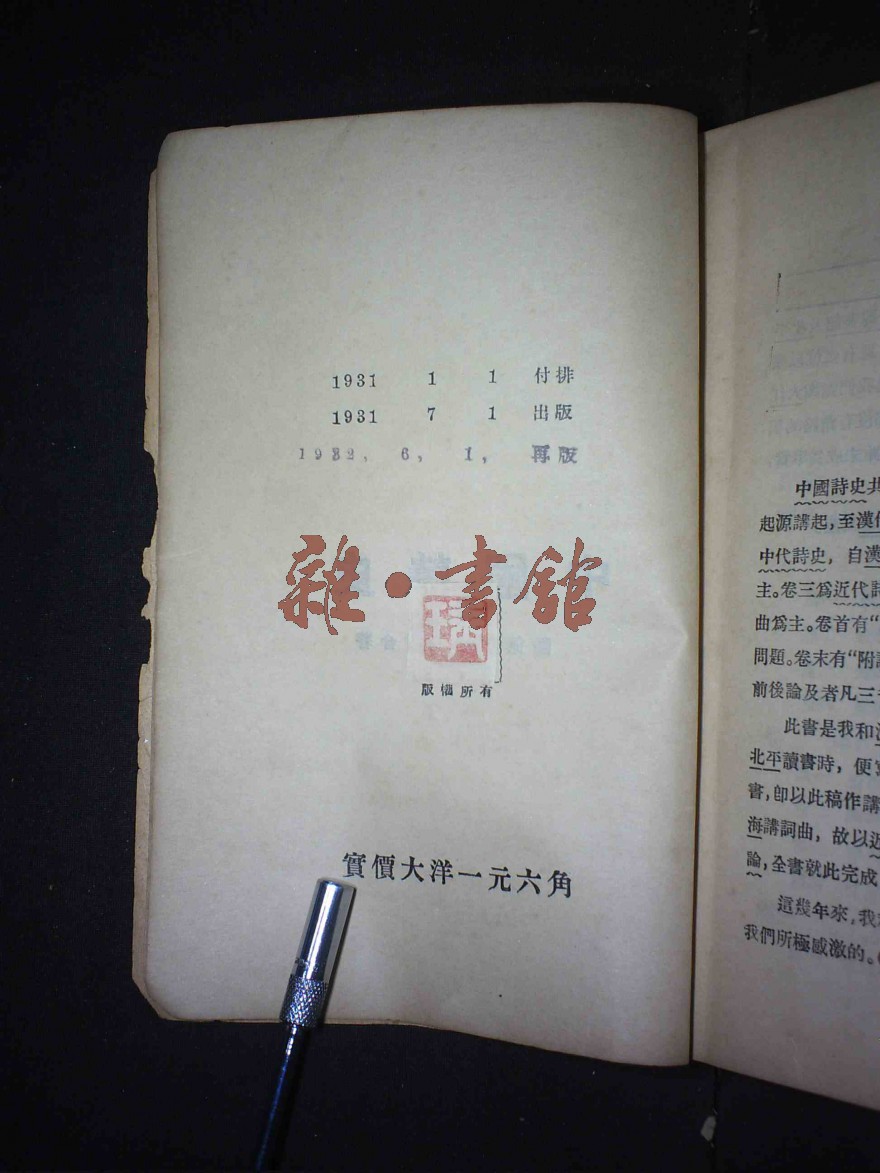 1931 1 1 付排
1931 7 1 出版
1932, 6, 1, 再版
雜·書館
版權所有
實價大洋一元六角
中國詩史共
起源講起，至漢
中代詩史，自漢
主。卷三爲近代詩
曲爲主。卷首有“
問題。卷末有“附
前後論及者凡三
此書是我和
北平讀書時，便
書，卽以此稿作講
海講詞曲，故以近
論，全書就此完成
這幾年來，我
我們所極感激的。